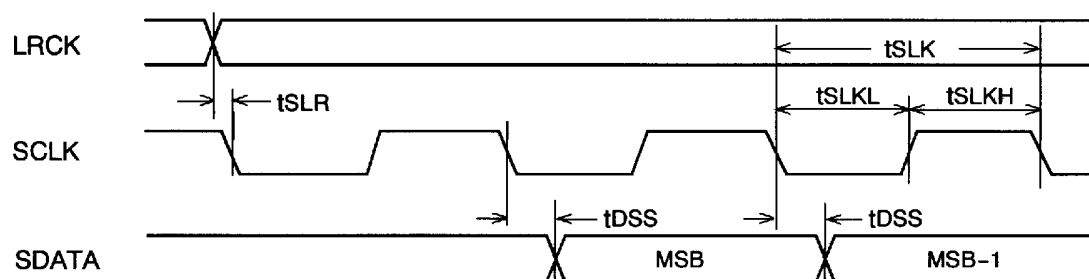 LRCK
tSLK
tSLR
tSLKL
tSLKH
SCLK
tDSS
tDSS
SDATA
MSB
MSB-1